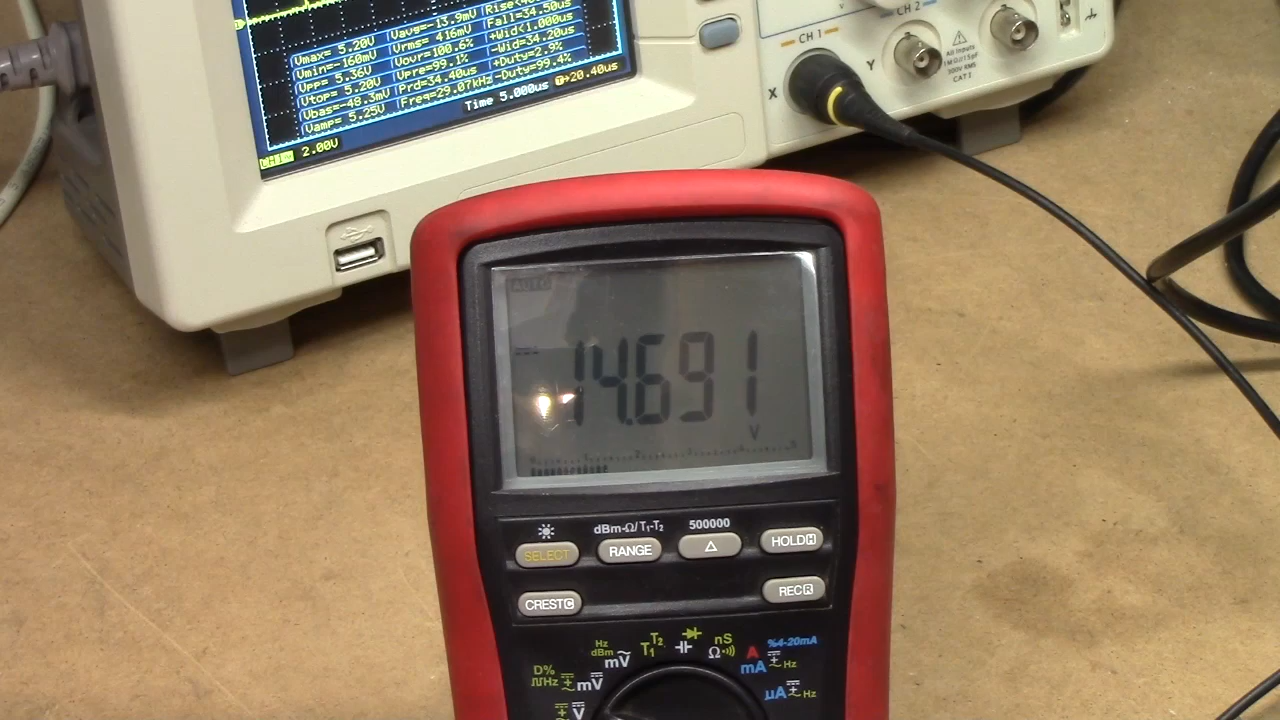 Vmax= 5.20V Vavg=-13.9mV
Vmin=-160mV Vrms= 416mV Fall=34.50us
Vpp= 5.36V Vovr=100.6% +Wid<1.000us
Vtop= 5.20V Vpre=99.1% -Wid=34.20us
Vbas=-48.3mV Prd=34.40us +Duty=2.9%
Vamp= 5.25V Freq=29.07kHz -Duty=99.4%
Time 5.000us T→20.40us
CH1 2.00V
CH 1
CH 2
X
Y
All Inputs
1MΩ//15pF
300V RMS
CAT I
AUTO
14.691
V
dBm-Ω/T1-T2
500000
SELECT
RANGE
△
HOLD H
CREST C
REC R
D%
Hz
mV
Hz
dBm
mV
T1 T2
nS
Ω
A
mA
Hz
%4-20mA
µA
Hz
V